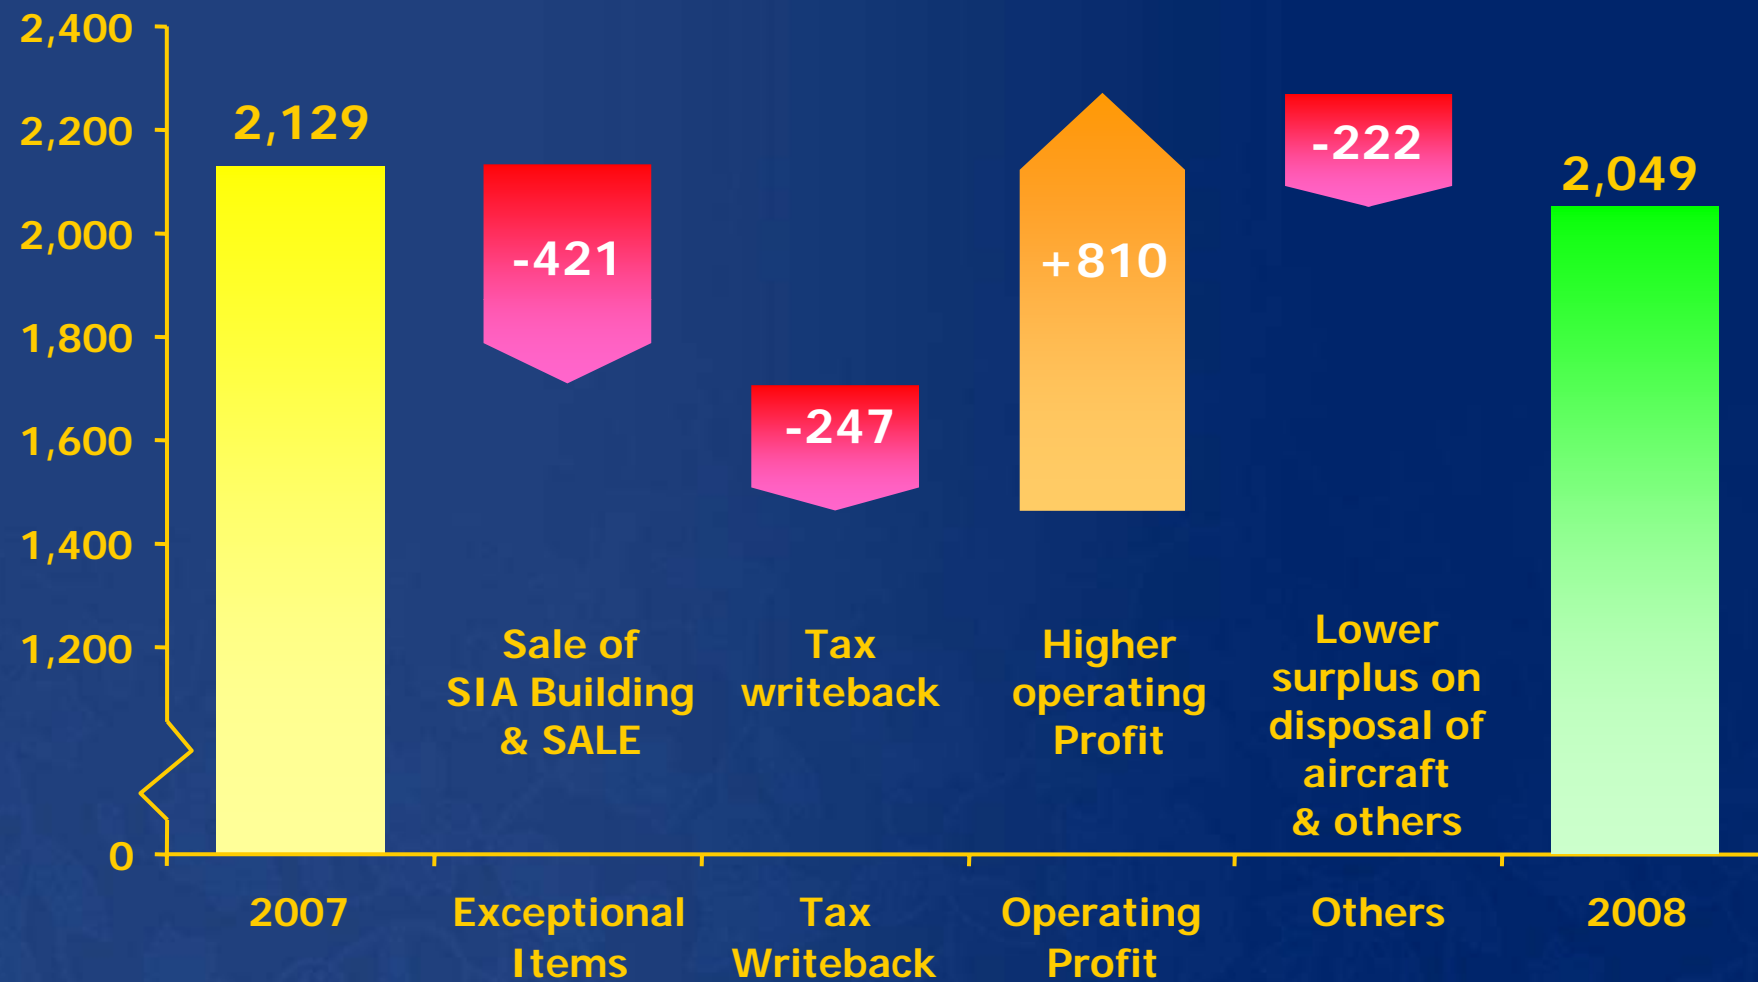 2,400
2,200
2,000
1,800
1,600
1,400
1,200
0
2,129
-421
-247
+810
-222
2,049
Sale of
SIA Building
& SALE
Tax
writeback
Higher
operating
Profit
Lower
surplus on
disposal of
aircraft
& others
2007
Exceptional
Items
Tax
Writeback
Operating
Profit
Others
2008